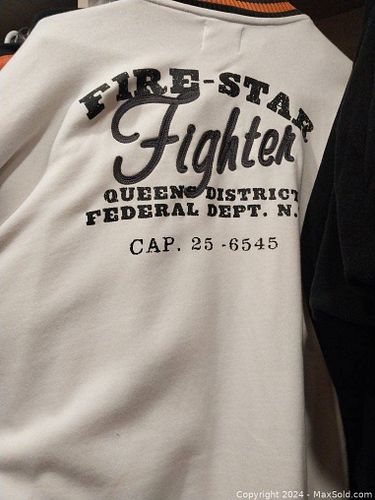 FIRE-STAR
Fighter
QUEENS DISTRICT
FEDERAL DEPT. N.
CAP. 25 -6545
Copyright 2024 - MaxSold.com